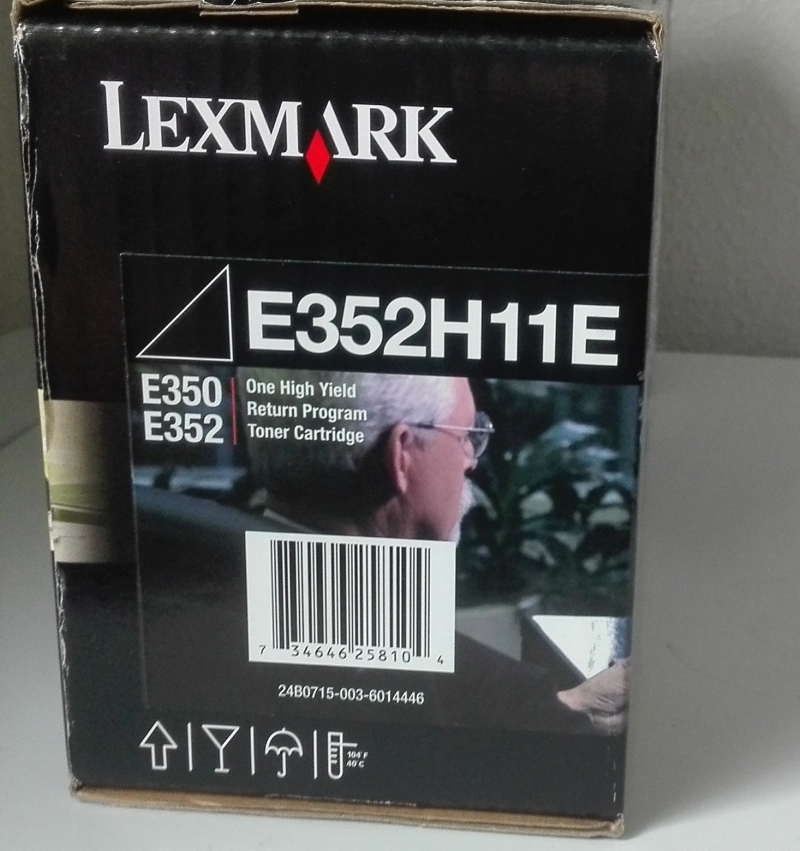 LEXMARK
E352H11E
E350
E352
One High Yield
Return Program
Toner Cartridge
7 34646 25810 4
24B0715-003-6014446
104°F
40°C